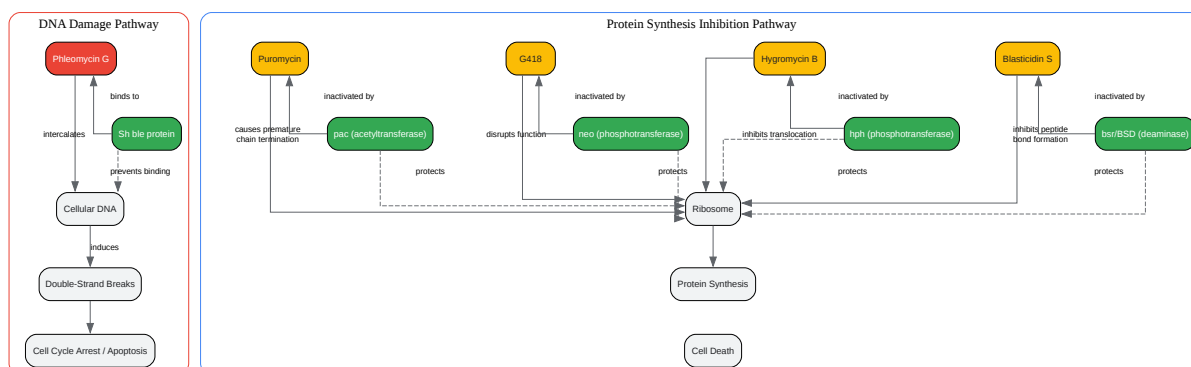 DNA Damage Pathway
Protein Synthesis Inhibition Pathway
Phleomycin G
Puromycin
G418
Hygromycin B
Blasticidin S
binds to
inactivated by
inactivated by
inactivated by
inactivated by
intercalates
Sh ble protein
causes premature
chain termination
pac (acetyltransferase)
disrupts function
neo (phosphotransferase)
inhibits translocation
hph (phosphotransferase)
inhibits peptide
bond formation
bsr/BSD (deaminase)
prevents binding
protects
protects
protects
protects
Cellular DNA
Ribosome
induces
Double-Strand Breaks
Protein Synthesis
Cell Cycle Arrest / Apoptosis
Cell Death